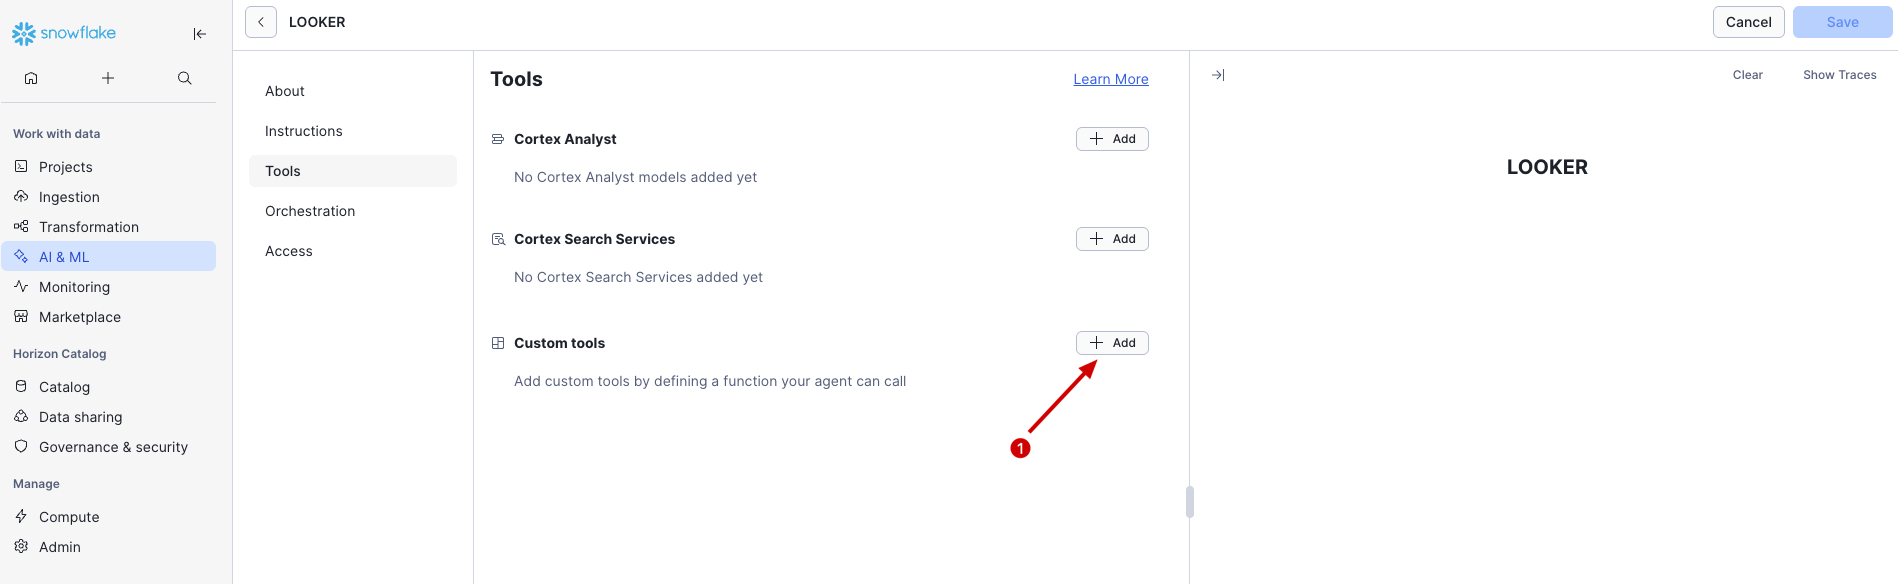 snowflake
Work with data
Projects
Ingestion
Transformation
AI & ML
Monitoring
Marketplace
Horizon Catalog
Catalog
Data sharing
Governance & security
Manage
Compute
Admin
LOOKER
Cancel
Save
About
Instructions
Tools
Orchestration
Access
Tools
Learn More
Cortex Analyst
Add
No Cortex Analyst models added yet
Cortex Search Services
Add
No Cortex Search Services added yet
Custom tools
Add
Add custom tools by defining a function your agent can call
1
Clear
Show Traces
LOOKER